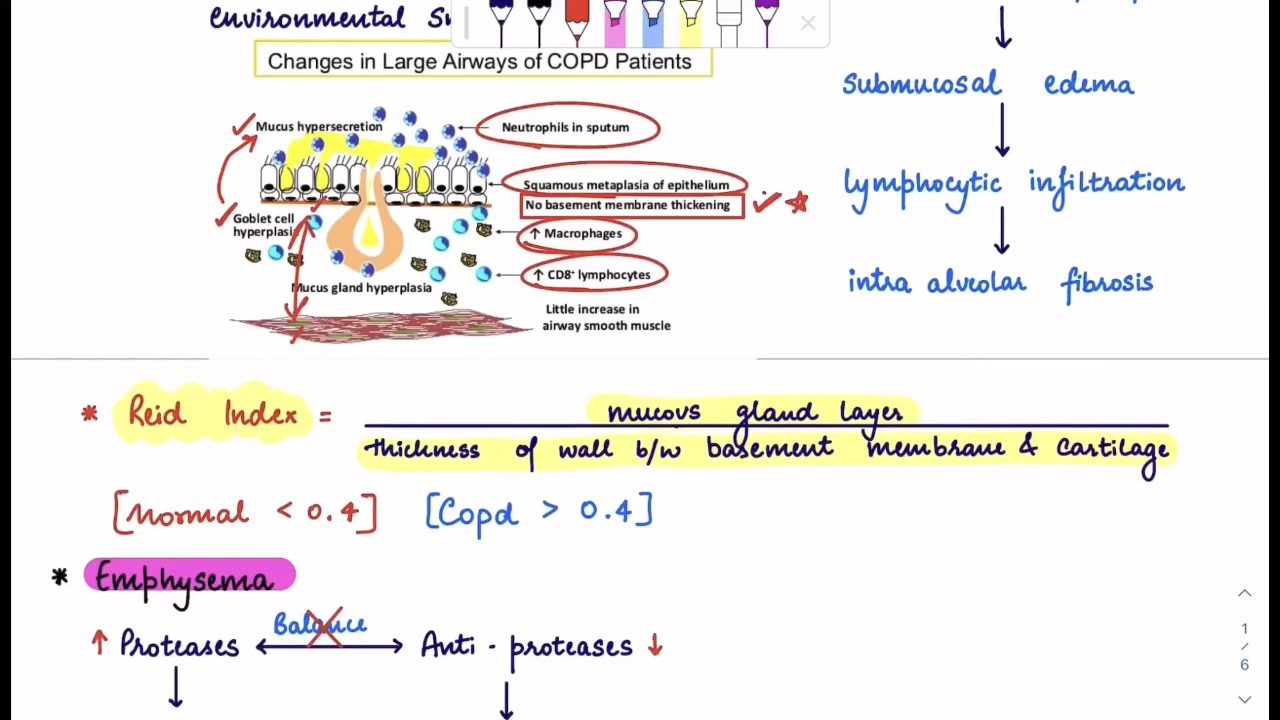 environmental
Changes in Large Airways of COPD Patients
Mucus hypersecretion
Neutrophils in sputum
Squamous metaplasia of epithelium
No basement membrane thickening
Goblet cell
hyperplasia
↑ Macrophages
↑ CD8⁺ lymphocytes
Mucus gland hyperplasia
Little increase in
airway smooth muscle
submucosal edema
lymphocytic infiltration
intra alveolar fibrosis
* Reid Index = mucous gland layer
thickness of wall b/w basement membrane & cartilage
[Normal < 0.4] [Copd > 0.4]
* Emphysema
Balance
↑ Proteases ↔ Anti - proteases ↓
1
/
6